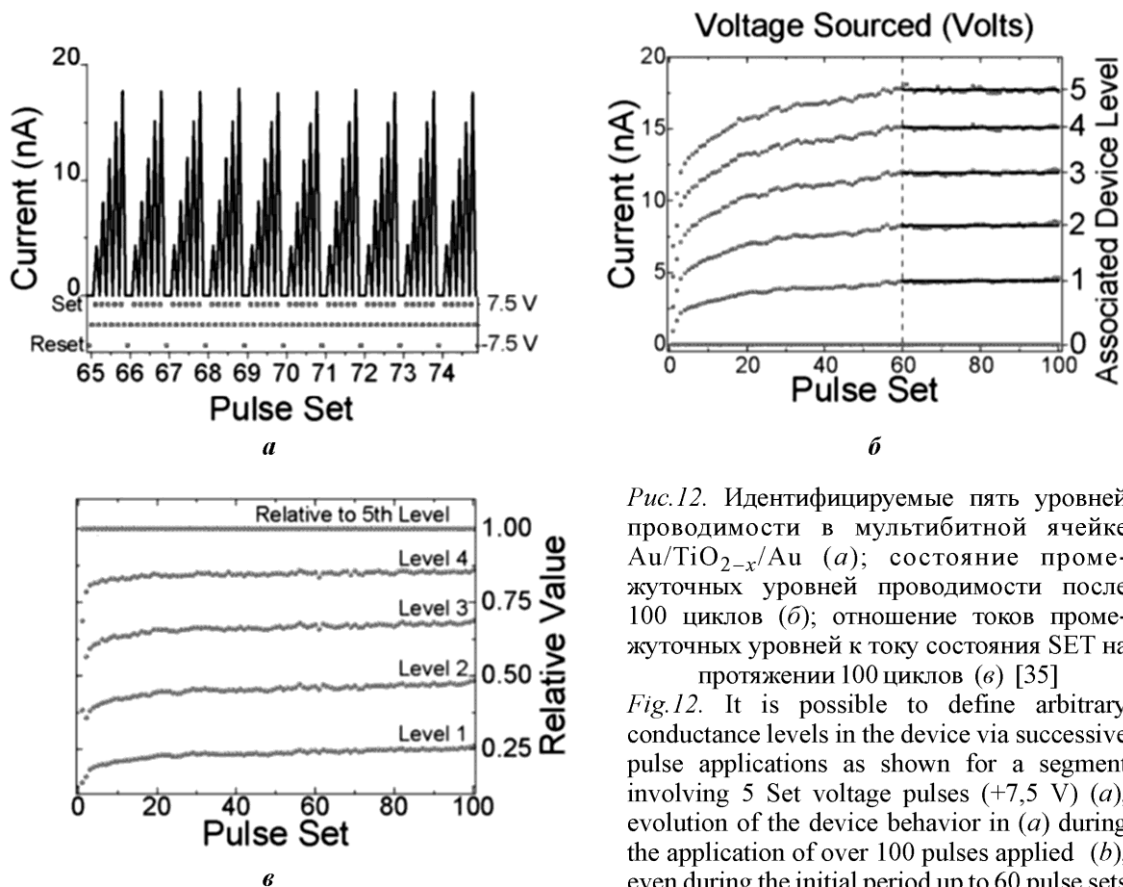 20
10
0
Current (nA)
Set
Reset
7.5 V
-7.5 V
65 66 67 68 69 70 71 72 73 74
Pulse Set
а
Voltage Sourced (Volts)
20
15
10
5
0
Current (nA)
5
4
3
2
1
0
Associated Device Level
0 20 40 60 80 100
Pulse Set
б
Relative to 5th Level
Level 4
Level 3
Level 2
Level 1
1.00
0.75
0.50
0.25
Relative Value
0 20 40 60 80 100
Pulse Set
в
Рис.12. Идентифицируемые пять уровней
проводимости в мультибитной ячейке
Au/TiO₂₋ₓ/Au (а); состояние проме-
жуточных уровней проводимости после
100 циклов (б); отношение токов проме-
жуточных уровней к току состояния SET на
протяжении 100 циклов (в) [35]
Fig.12. It is possible to define arbitrary
conductance levels in the device via successive
pulse applications as shown for a segment
involving 5 Set voltage pulses (+7,5 V) (a),
evolution of the device behavior in (a) during
the application of over 100 pulses applied (b),
even during the initial period up to 60 pulse sets